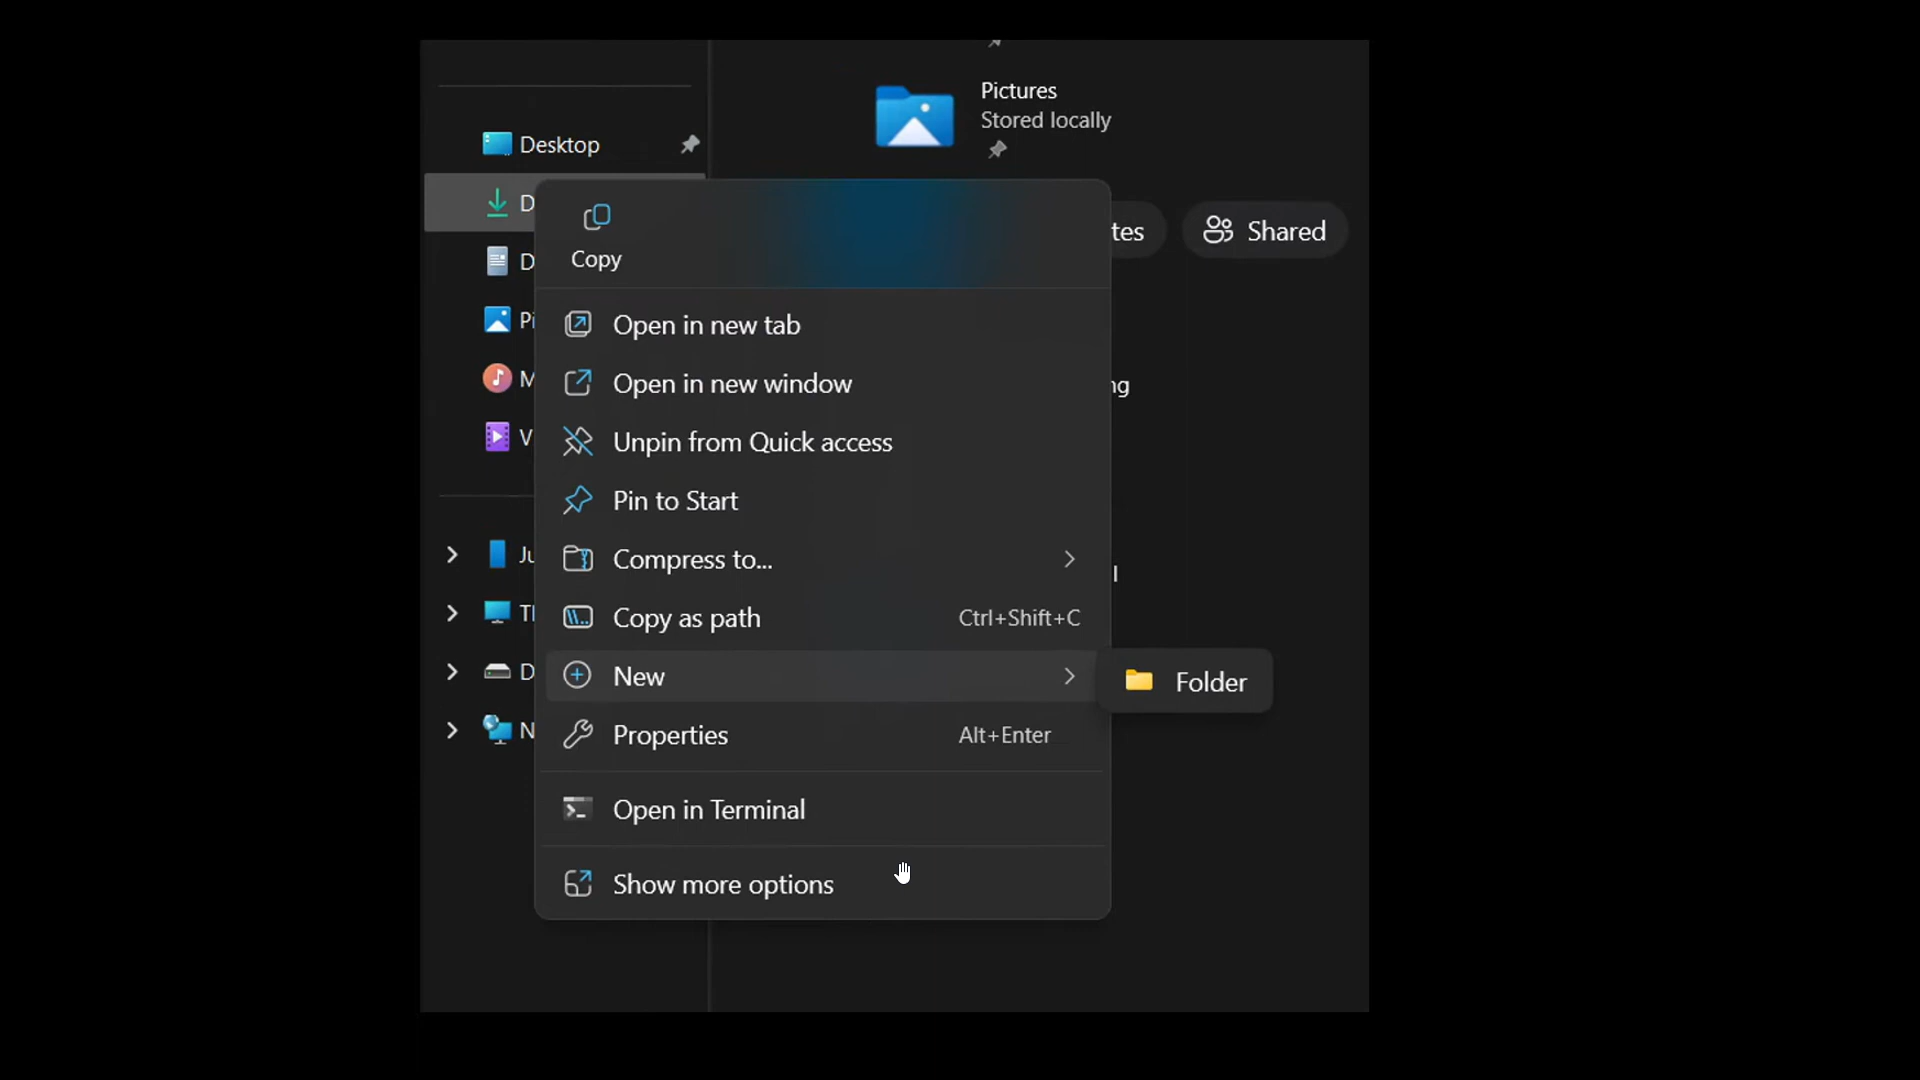 Pictures
Stored locally
Desktop
Shared
Copy
Open in new tab
Open in new window
Unpin from Quick access
Pin to Start
Compress to...
Copy as path Ctrl+Shift+C
New
Folder
Properties Alt+Enter
Open in Terminal
Show more options